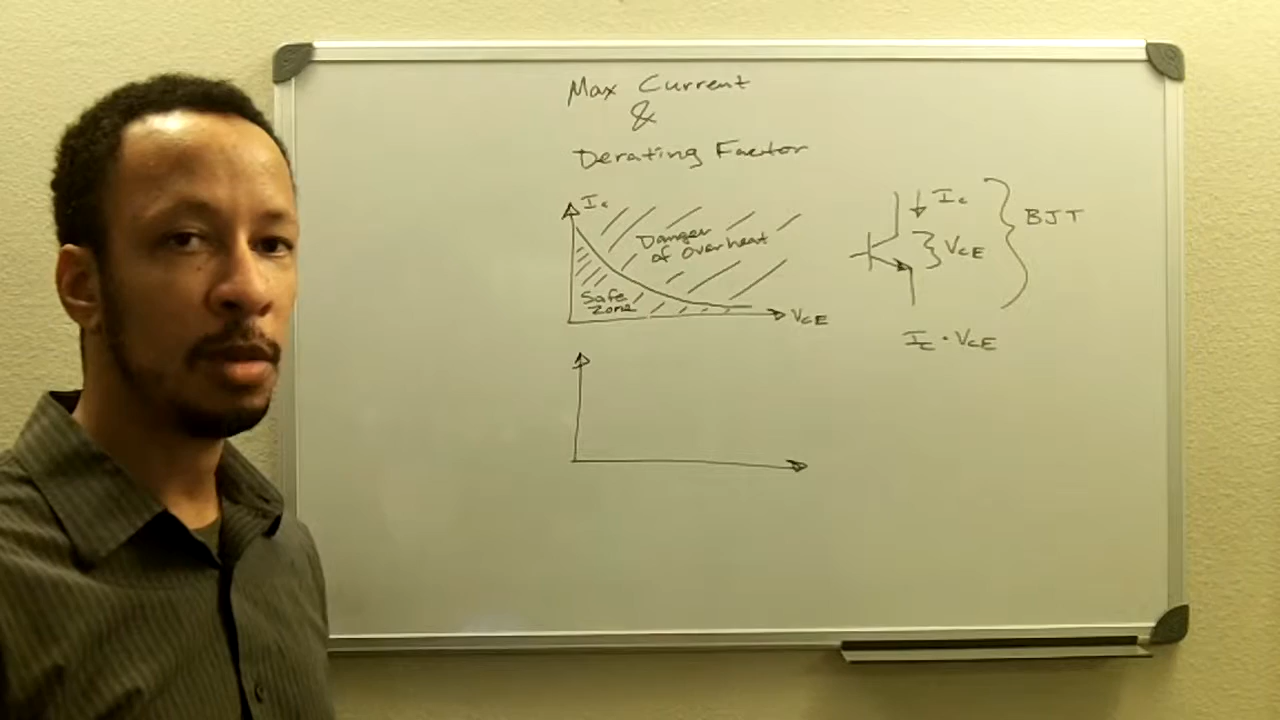 Max Current
&
Derating Factor
Ic
Danger
of Overheat
Safe
Zone
VCE
Ic
VCE
BJT
IC · VCE